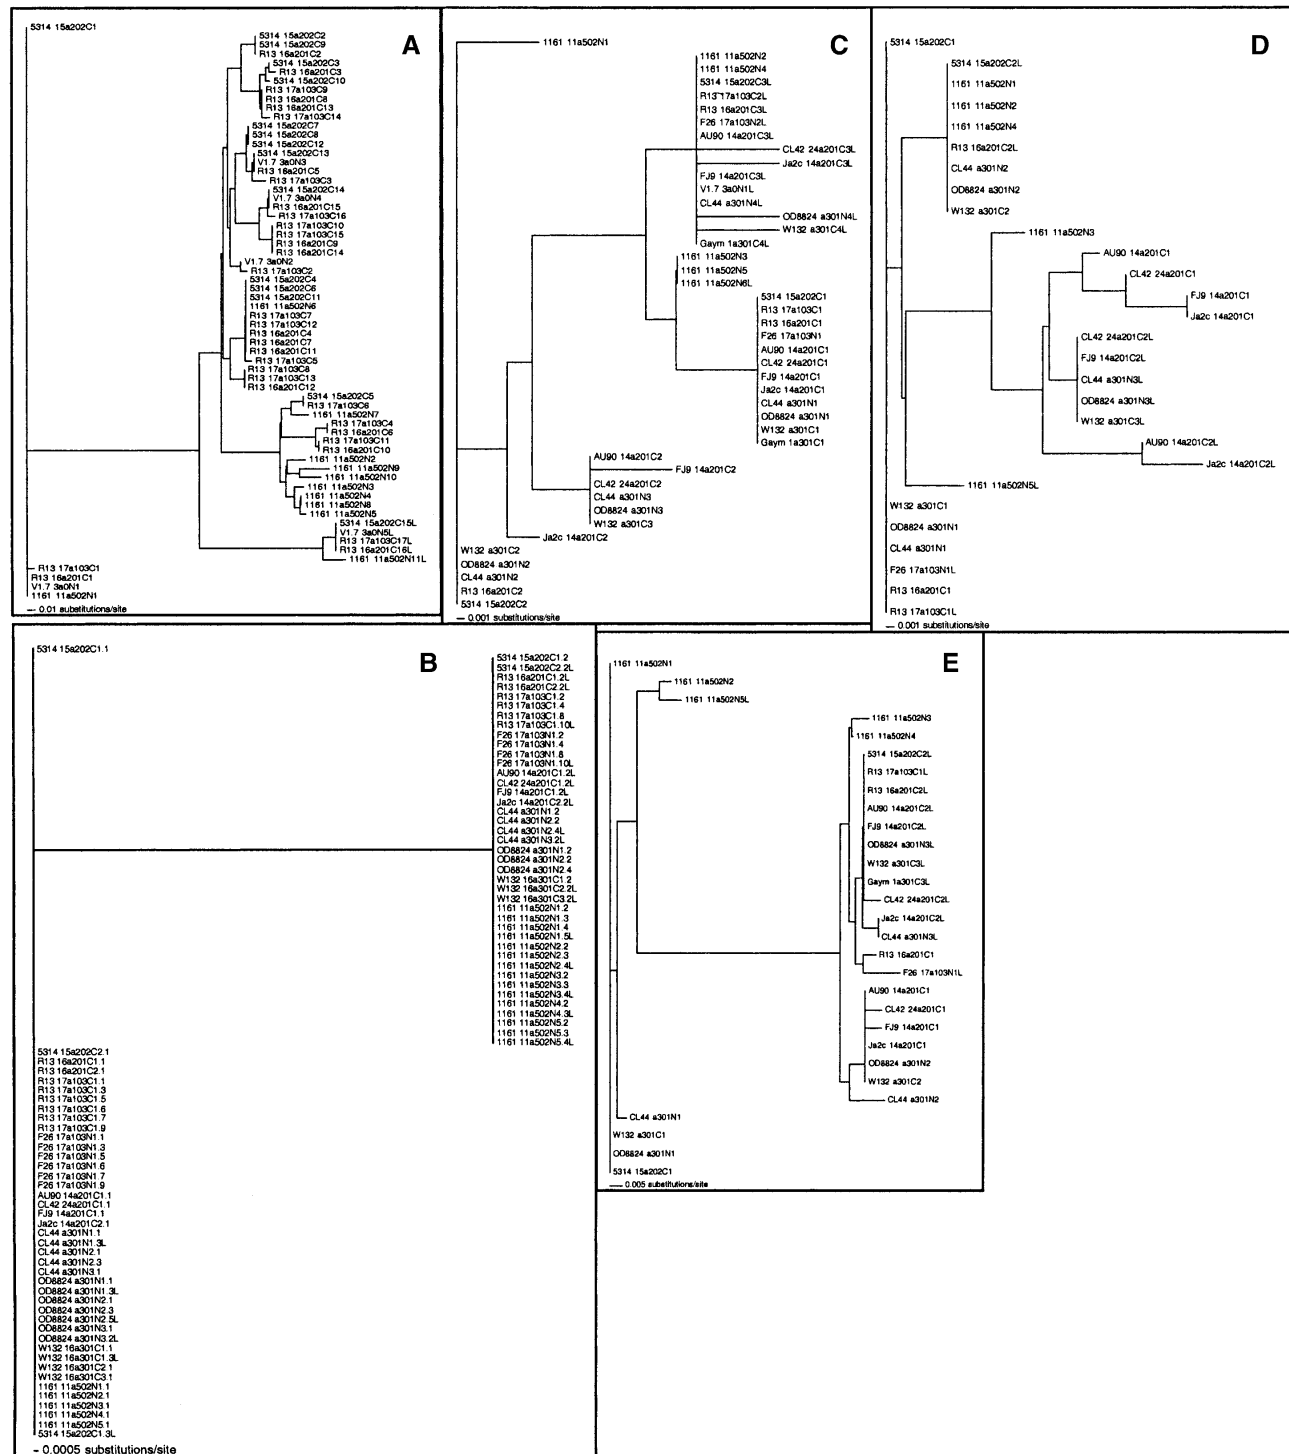 A
5314 15a202C1
5314 15a202C2
5314 15a202C9
R13 16a201C2
5314 15a202C3
R13 16a201C3
5314 15a202C10
R13 17a103C9
R13 16a201C8
R13 16a201C13
R13 17a103C14
5314 15a202C7
5314 15a202C8
5314 15a202C12
5314 15a202C13
V1.7 3a0N3
R13 16a201C5
R13 17a103C3
5314 15a202C14
V1.7 3a0N4
R13 16a201C15
R13 17a103C16
R13 17a103C10
R13 17a103C15
R13 16a201C9
R13 16a201C14
V1.7 3a0N2
R13 17a103C2
5314 15a202C4
5314 15a202C6
5314 15a202C11
1161 11a502N6
R13 17a103C7
R13 17a103C12
R13 16a201C4
R13 16a201C7
R13 16a201C11
R13 17a103C5
R13 17a103C8
R13 17a103C13
R13 16a201C12
5314 15a202C5
R13 17a103C6
1161 11a502N7
R13 17a103C4
R13 16a201C6
R13 17a103C11
R13 16a201C10
1161 11a502N2
1161 11a502N9
1161 11a502N10
1161 11a502N3
1161 11a502N4
1161 11a502N8
1161 11a502N5
5314 15a202C15L
V1.7 3a0N5L
R13 17a103C17L
R13 16a201C16L
1161 11a502N11L
R13 17a103C1
R13 16a201C1
V1.7 3a0N1
1161 11a502N1
0.01 substitutions/site
C
1161 11a502N1
1161 11a502N2
1161 11a502N4
5314 15a202C3L
R13 17a103C2L
R13 16a201C3L
F26 17a103N2L
AU90 14a201C3L
CL42 24a201C3L
Ja2c 14a201C3L
FJ9 14a201C3L
V1.7 3a0N1L
CL44 a301N4L
OD8824 a301N4L
W132 a301C4L
Gaym 1a301C4L
1161 11a502N3
1161 11a502N5
1161 11a502N6L
5314 15a202C1
R13 17a103C1
R13 16a201C1
F26 17a103N1
AU90 14a201C1
CL42 24a201C1
FJ9 14a201C1
Ja2c 14a201C1
CL44 a301N1
OD8824 a301N1
W132 a301C1
Gaym 1a301C1
AU90 14a201C2
FJ9 14a201C2
CL42 24a201C2
CL44 a301N3
OD8824 a301N3
W132 a301C3
Ja2c 14a201C2
W132 a301C2
OD8824 a301N2
CL44 a301N2
R13 16a201C2
5314 15a202C2
0.001 substitutions/site
D
5314 15a202C1
5314 15a202C2L
1161 11a502N1
1161 11a502N2
1161 11a502N4
R13 16a201C2L
CL44 a301N2
OD8824 a301N2
W132 a301C2
1161 11a502N3
AU90 14a201C1
CL42 24a201C1
FJ9 14a201C1
Ja2c 14a201C1
CL42 24a201C2L
FJ9 14a201C2L
CL44 a301N3L
OD8824 a301N3L
W132 a301C3L
AU90 14a201C2L
Ja2c 14a201C2L
1161 11a502N5L
W132 a301C1
OD8824 a301N1
CL44 a301N1
F26 17a103N1L
R13 16a201C1
R13 17a103C1L
0.001 substitutions/site
B
5314 15a202C1.1
5314 15a202C1.2
5314 15a202C2.2L
R13 16a201C1.2L
R13 16a201C2.2L
R13 17a103C1.2
R13 17a103C1.4
R13 17a103C1.8
R13 17a103C1.10L
F26 17a103N1.2
F26 17a103N1.4
F26 17a103N1.8
F26 17a103N1.10L
AU90 14a201C1.2L
CL42 24a201C1.2L
FJ9 14a201C1.2L
Ja2c 14a201C2.2L
CL44 a301N1.2
CL44 a301N2.2
CL44 a301N2.4L
CL44 a301N3.2L
OD8824 a301N1.2
OD8824 a301N2.2
OD8824 a301N2.4
W132 16a301C1.2
W132 16a301C2.2L
W132 16a301C3.2L
1161 11a502N1.2
1161 11a502N1.3
1161 11a502N1.4
1161 11a502N1.5L
1161 11a502N2.2
1161 11a502N2.3
1161 11a502N2.4L
1161 11a502N3.2
1161 11a502N3.3
1161 11a502N3.4L
1161 11a502N4.2
1161 11a502N4.3L
1161 11a502N5.2
1161 11a502N5.3
1161 11a502N5.4L
5314 15a202C2.1
R13 16a201C1.1
R13 16a201C2.1
R13 17a103C1.1
R13 17a103C1.3
R13 17a103C1.5
R13 17a103C1.6
R13 17a103C1.7
R13 17a103C1.9
F26 17a103N1.1
F26 17a103N1.3
F26 17a103N1.5
F26 17a103N1.6
F26 17a103N1.7
F26 17a103N1.9
AU90 14a201C1.1
CL42 24a201C1.1
FJ9 14a201C1.1
Ja2c 14a201C2.1
CL44 a301N1.1
CL44 a301N1.3L
CL44 a301N2.1
CL44 a301N2.3
CL44 a301N3.1
OD8824 a301N1.1
OD8824 a301N1.3L
OD8824 a301N2.1
OD8824 a301N2.3
OD8824 a301N2.5L
OD8824 a301N3.1
OD8824 a301N3.2L
W132 16a301C1.1
W132 16a301C1.3L
W132 16a301C2.1
W132 16a301C3.1
1161 11a502N1.1
1161 11a502N2.1
1161 11a502N3.1
1161 11a502N4.1
1161 11a502N5.1
5314 15a202C1.3L
0.0005 substitutions/site
E
1161 11a502N1
1161 11a502N2
1161 11a502N5L
1161 11a502N3
1161 11a502N4
5314 15a202C2L
R13 17a103C1L
R13 16a201C2L
AU90 14a201C2L
FJ9 14a201C2L
OD8824 a301N3L
W132 a301C3L
Gaym 1a301C3L
CL42 24a201C2L
Ja2c 14a201C2L
CL44 a301N3L
R13 16a201C1
F26 17a103N1L
AU90 14a201C1
CL42 24a201C1
FJ9 14a201C1
Ja2c 14a201C1
OD8824 a301N2
W132 a301C2
CL44 a301N2
CL44 a301N1
W132 a301C1
OD8824 a301N1
5314 15a202C1
0.005 substitutions/site